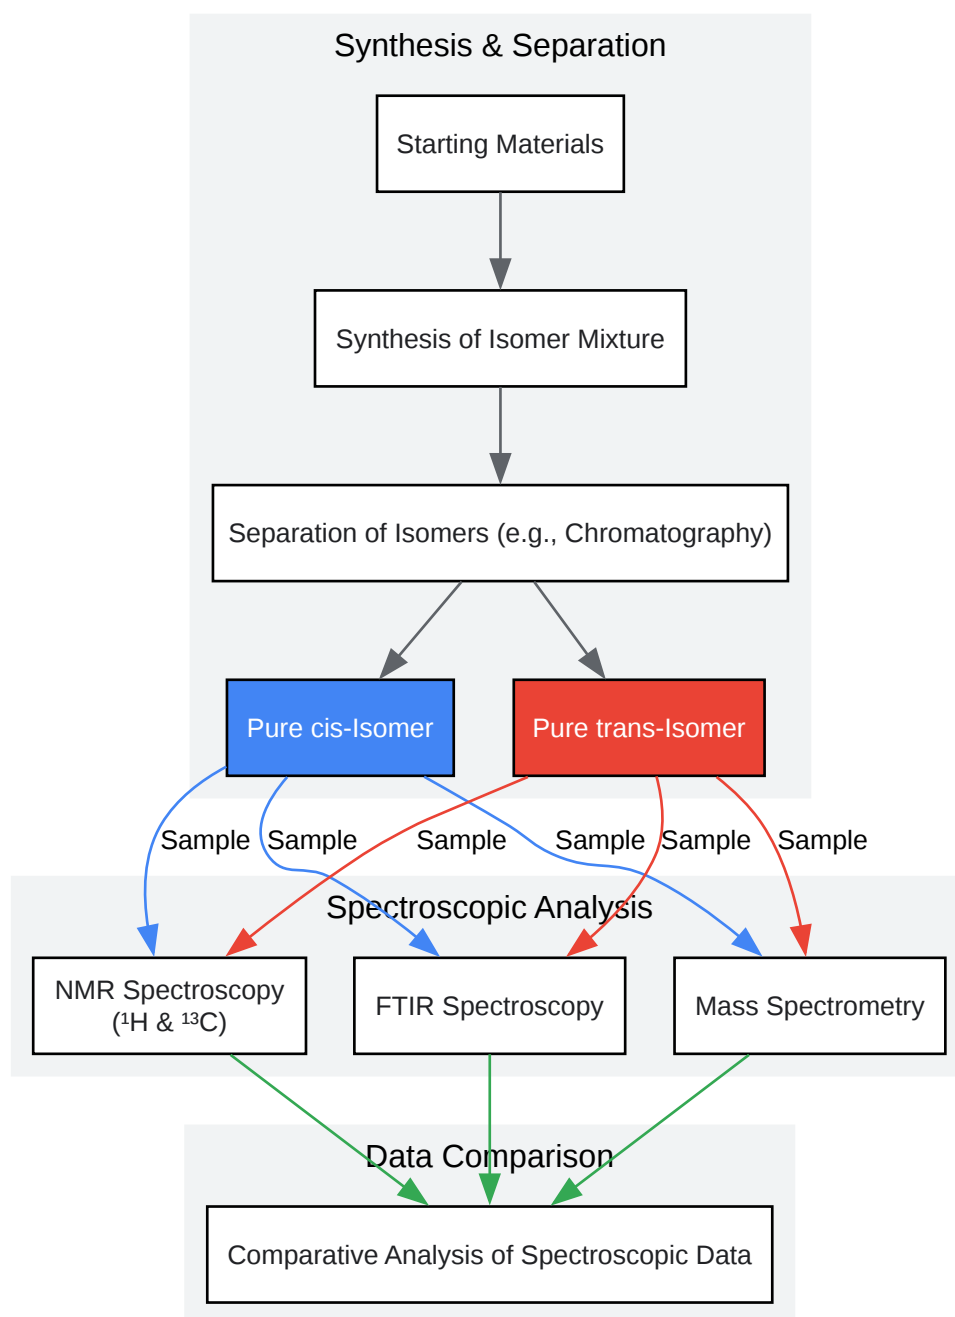 Synthesis & Separation
Starting Materials
Synthesis of Isomer Mixture
Separation of Isomers (e.g., Chromatography)
Pure cis-Isomer
Pure trans-Isomer
Sample
Sample
Sample
Sample
Sample
Sample
Spectroscopic Analysis
NMR Spectroscopy
(¹H & ¹³C)
FTIR Spectroscopy
Mass Spectrometry
Data Comparison
Comparative Analysis of Spectroscopic Data